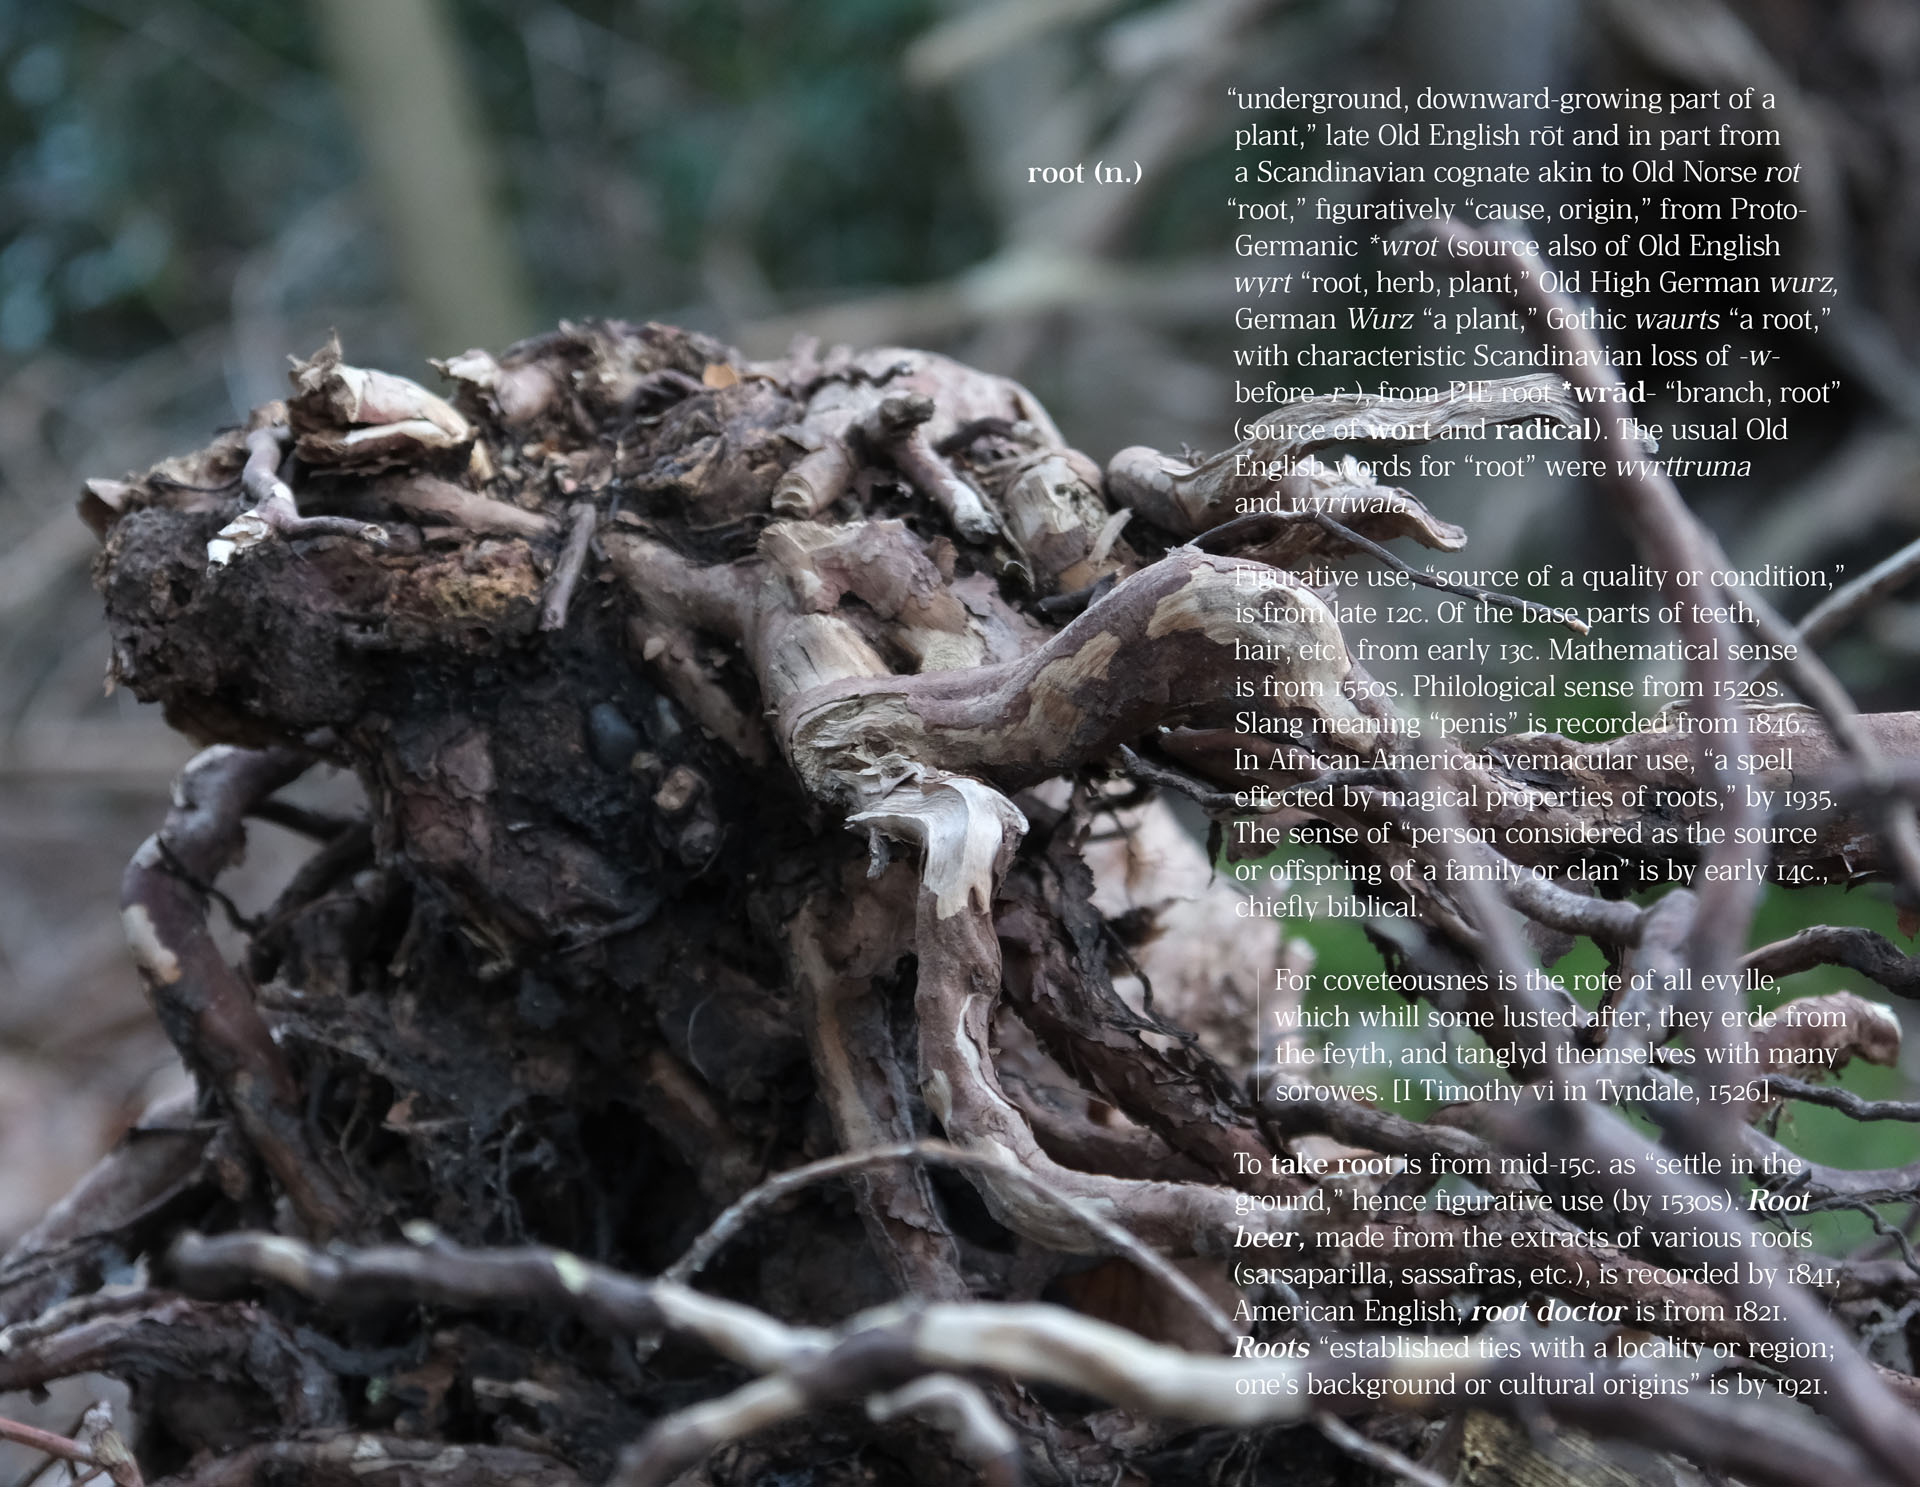 root (n.)
“underground, downward-growing part of a
plant,” late Old English rōt and in part from
a Scandinavian cognate akin to Old Norse rot
“root,” figuratively “cause, origin,” from Proto-
Germanic *wrot (source also of Old English
wyrt “root, herb, plant,” Old High German wurz,
German Wurz “a plant,” Gothic waurts “a root,”
with characteristic Scandinavian loss of -w-
before -r-), from PIE root *wrād- “branch, root”
(source of wort and radical). The usual Old
English words for “root” were wyrttruma
and wyrtwala.
Figurative use, “source of a quality or condition,”
is from late 12c. Of the base parts of teeth,
hair, etc., from early 13c. Mathematical sense
is from 1550s. Philological sense from 1520s.
Slang meaning “penis” is recorded from 1846.
In African-American vernacular use, “a spell
effected by magical properties of roots,” by 1935.
The sense of “person considered as the source
or offspring of a family or clan” is by early 14c.,
chiefly biblical.
For coveteousnes is the rote of all evylle,
which whill some lusted after, they erde from
the feyth, and tanglyd themselves with many
sorowes. [I Timothy vi in Tyndale, 1526].
To take root is from mid-15c. as “settle in the
ground,” hence figurative use (by 1530s). Root
beer, made from the extracts of various roots
(sarsaparilla, sassafras, etc.), is recorded by 1841,
American English; root doctor is from 1821.
Roots “established ties with a locality or region;
one’s background or cultural origins” is by 1921.